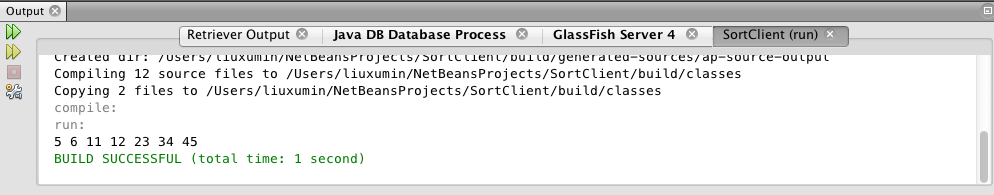 Output
Retriever Output Java DB Database Process GlassFish Server 4 SortClient (run)
Created dir: /Users/liuxumin/NetBeansProjects/SortClient/build/generated-sources/ap-source-output
Compiling 12 source files to /Users/liuxumin/NetBeansProjects/SortClient/build/classes
Copying 2 files to /Users/liuxumin/NetBeansProjects/SortClient/build/classes
compile:
run:
5 6 11 12 23 34 45
BUILD SUCCESSFUL (total time: 1 second)